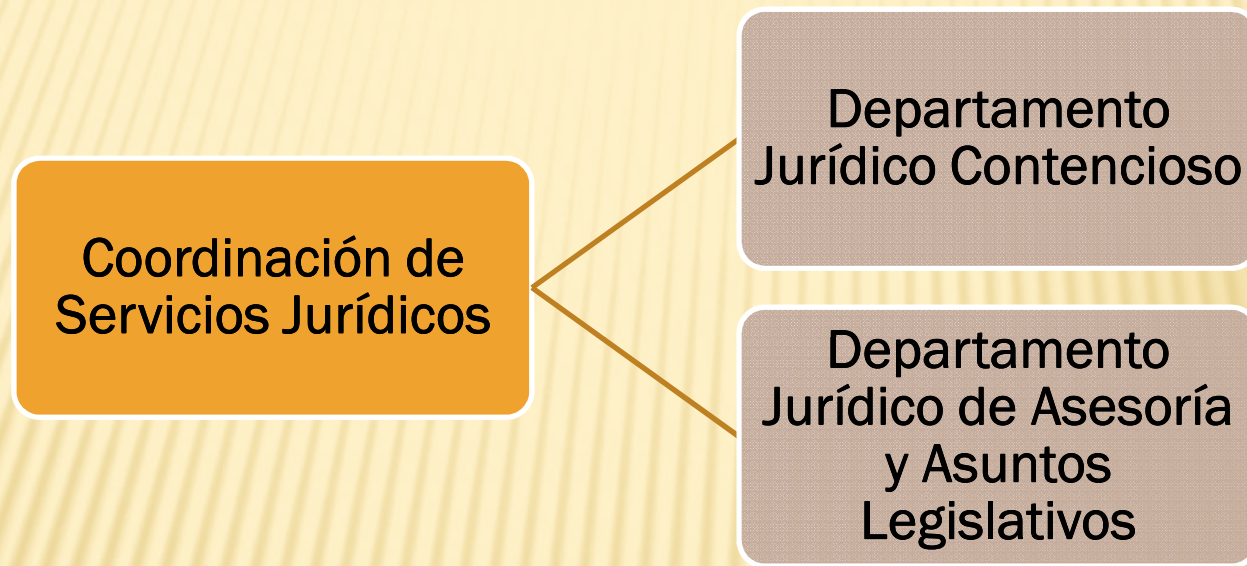 Coordinación de
Servicios Jurídicos
Departamento
Jurídico Contencioso
Departamento
Jurídico de Asesoría
y Asuntos
Legislativos